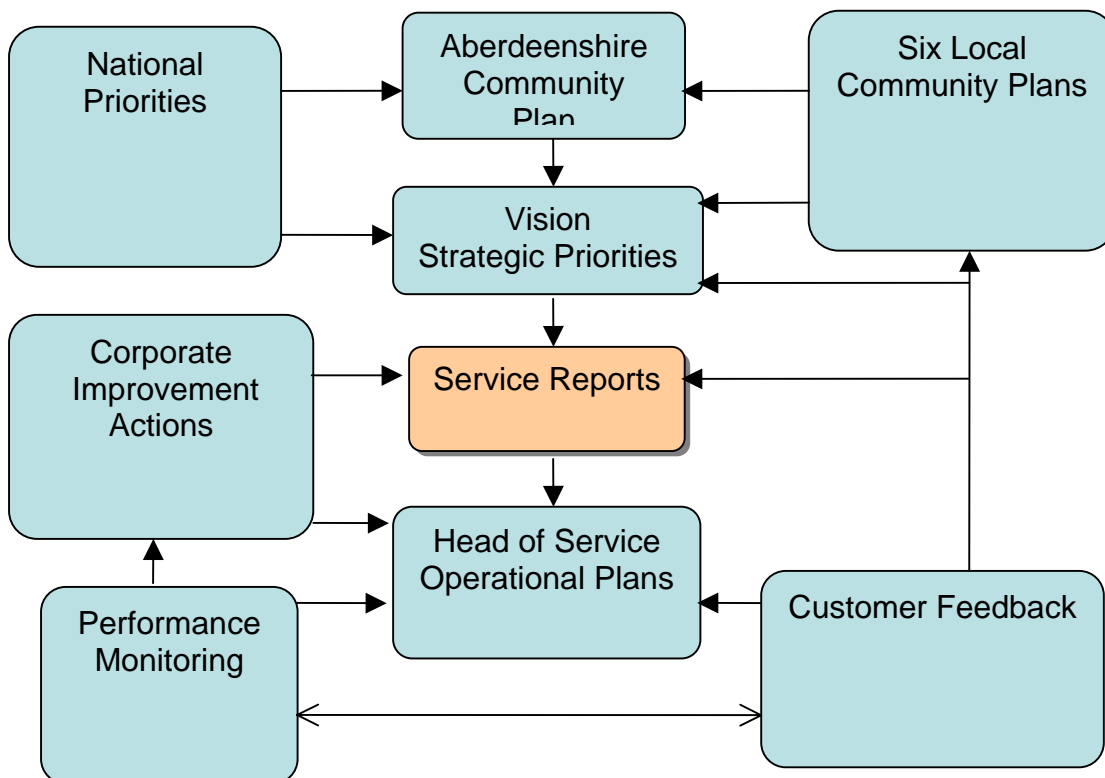 National
Priorities
Aberdeenshire
Community
Plan
Six Local
Community Plans
Vision
Strategic Priorities
Corporate
Improvement
Actions
Service Reports
Head of Service
Operational Plans
Performance
Monitoring
Customer Feedback